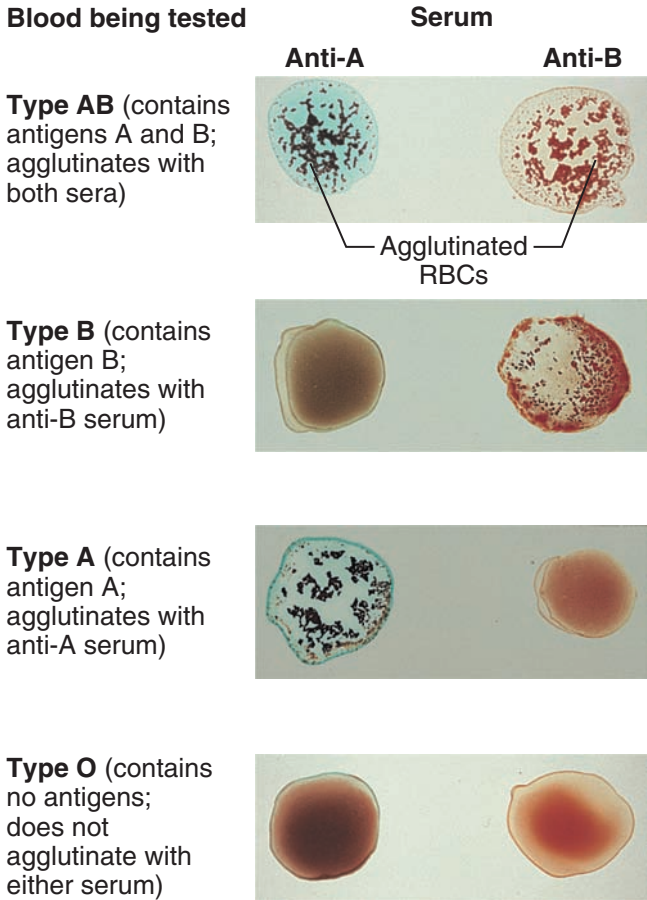 Blood being tested
Serum
Anti-A
Anti-B
Type AB (contains
antigens A and B;
agglutinates with
both sera)
Agglutinated
RBCs
Type B (contains
antigen B;
agglutinates with
anti-B serum)
Type A (contains
antigen A;
agglutinates with
anti-A serum)
Type O (contains
no antigens;
does not
agglutinate with
either serum)